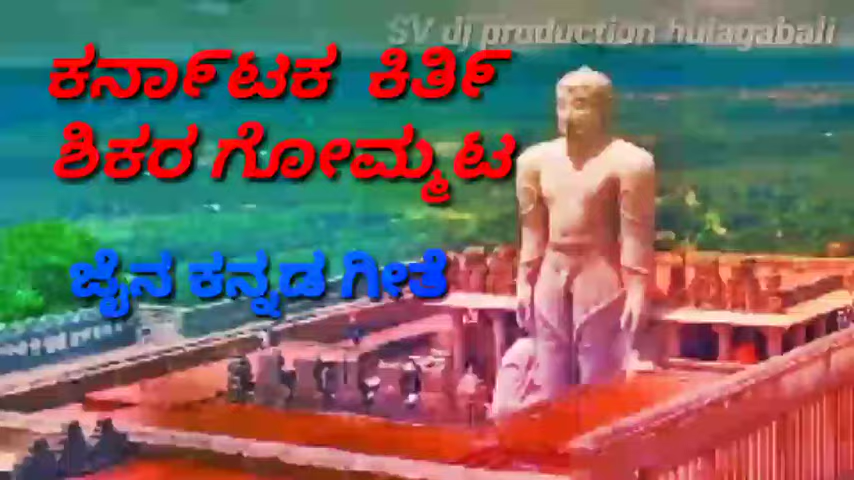 SV dj production hulagabali
ಕರ್ನಾಟಕ ಕಿರ್ತಿ
ಶಿಕರ ಗೋಮ್ಮಟ
ಜೈನ ಕನ್ನಡ ಗೀತೆ